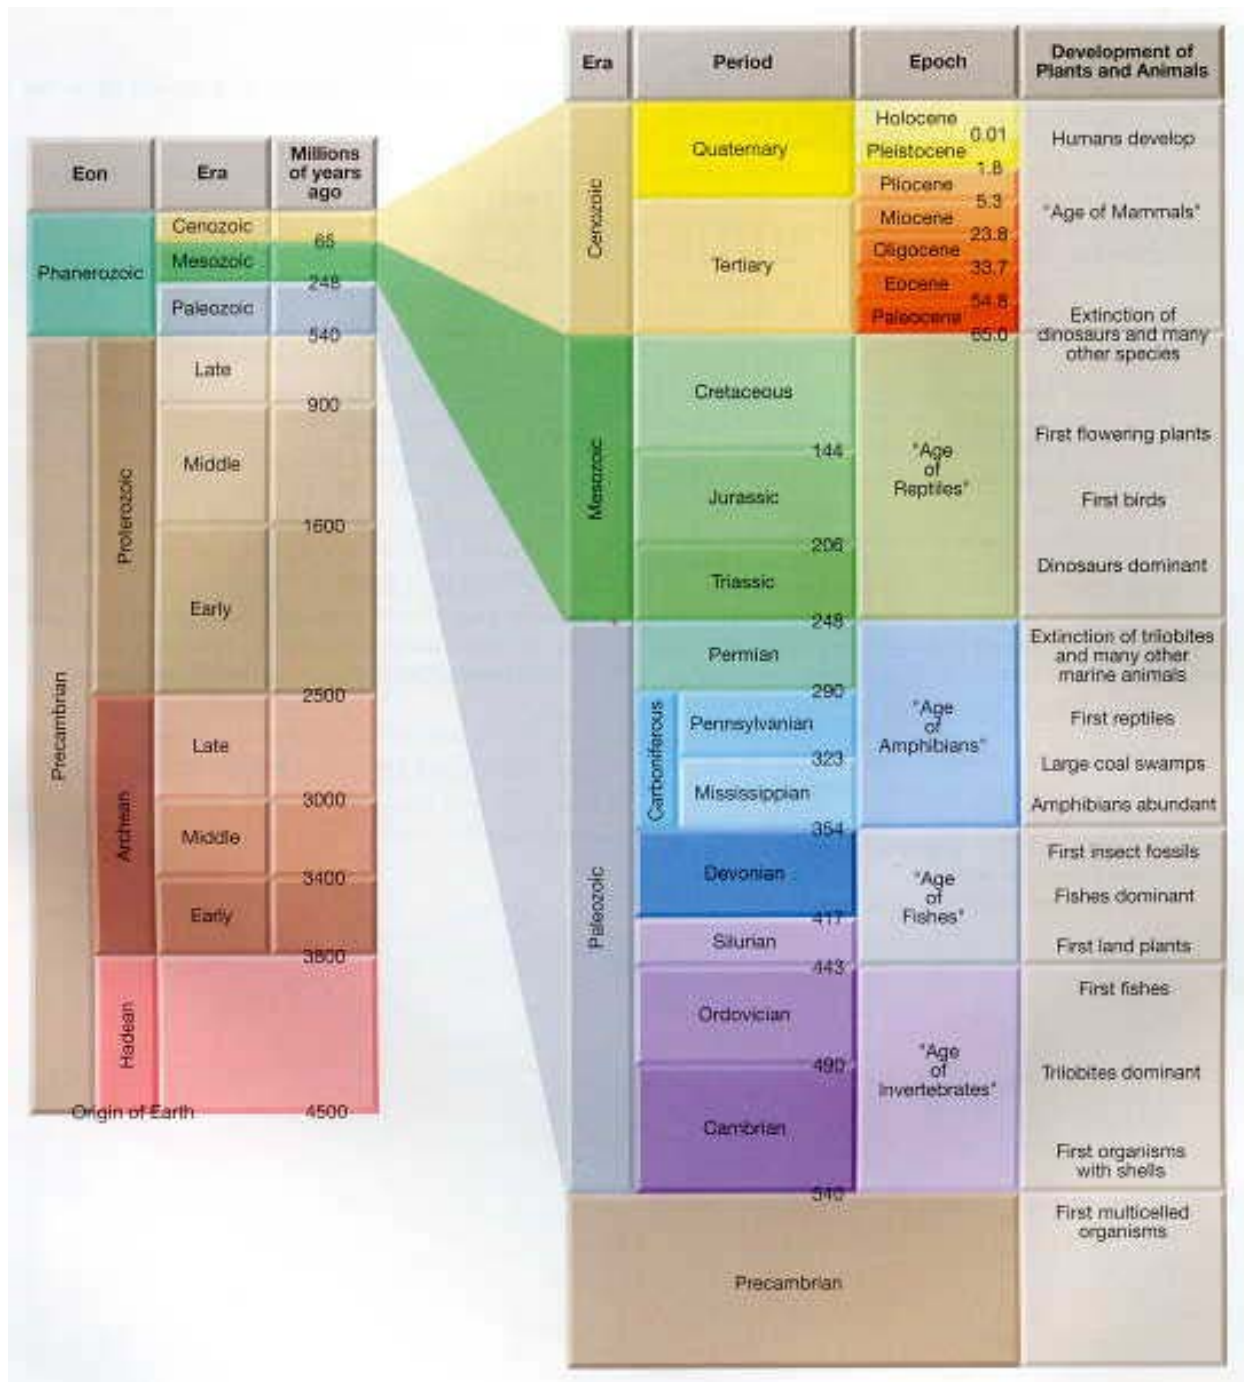 Eon
Era
Millions
of years
ago
Phanerozoic
Cenozoic
65
Mesozoic
248
Paleozoic
540
Precambrian
Proterozoic
Late
900
Middle
1600
Early
2500
Archean
Late
3000
Middle
3400
Early
3800
Hadean
Origin of Earth
4500
Era
Period
Epoch
Development of
Plants and Animals
Cenozoic
Quaternary
Holocene
0.01
Pleistocene
1.8
Tertiary
Pliocene
5.3
Miocene
23.8
Oligocene
33.7
Eocene
54.8
Paleocene
65.0
Humans develop
"Age of Mammals"
Extinction of
dinosaurs and many
other species
Mesozoic
Cretaceous
144
Jurassic
206
Triassic
248
"Age
of
Reptiles"
First flowering plants
First birds
Dinosaurs dominant
Paleozoic
Permian
290
Carboniferous
Pennsylvanian
323
Mississippian
354
"Age
of
Amphibians"
Extinction of trilobites
and many other
marine animals
First reptiles
Large coal swamps
Amphibians abundant
Devonian
417
Silurian
443
"Age
of
Fishes"
First insect fossils
Fishes dominant
First land plants
Ordovician
490
Cambrian
540
"Age
of
Invertebrates"
First fishes
Trilobites dominant
First organisms
with shells
Precambrian
First multicelled
organisms